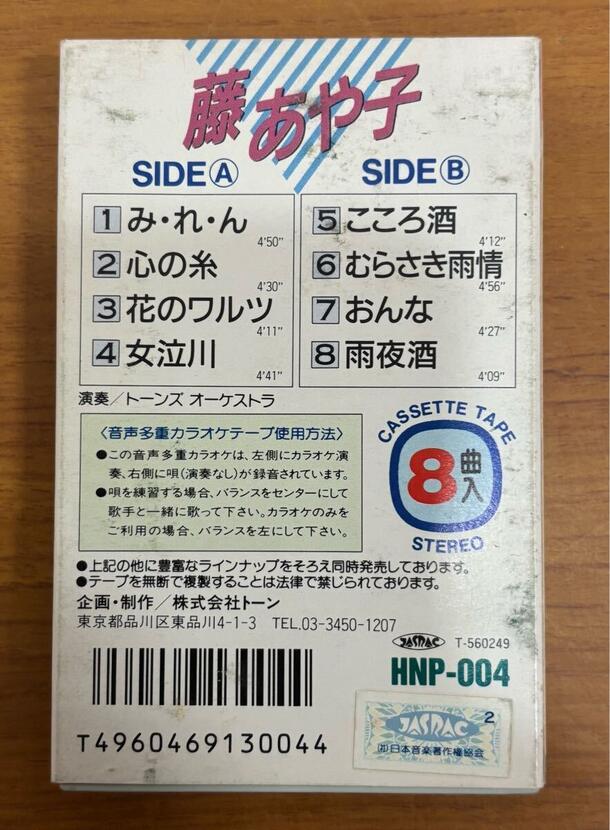 藤あや子
SIDE Ⓐ
1 み・れ・ん 4'50"
2 心の糸 4'30"
3 花のワルツ 4'11"
4 女泣川 4'41"
SIDE Ⓑ
5 こころ酒 4'12"
6 むらさき雨情 4'56"
7 おんな 4'27"
8 雨夜酒 4'09"
演奏/トーンズ オーケストラ
〈音声多重カラオケテープ使用方法〉
●この音声多重カラオケは、左側にカラオケ演
奏、右側に唄(演奏なし)が録音されています。
●唄を練習する場合、バランスをセンターにして
歌手と一緒に歌って下さい。カラオケのみを
ご利用の場合、バランスを左にして下さい。
CASSETTE TAPE
8曲入
STEREO
●上記の他に豊富なラインナップをそろえ同時発売しております。
●テープを無断で複製することは法律で禁じられております。
企画・制作/株式会社トーン
東京都品川区東品川4-1-3 TEL.03-3450-1207
JASRAC T-560249
HNP-004
T4960469130044
2
JASRAC
㈳日本音楽著作権協会